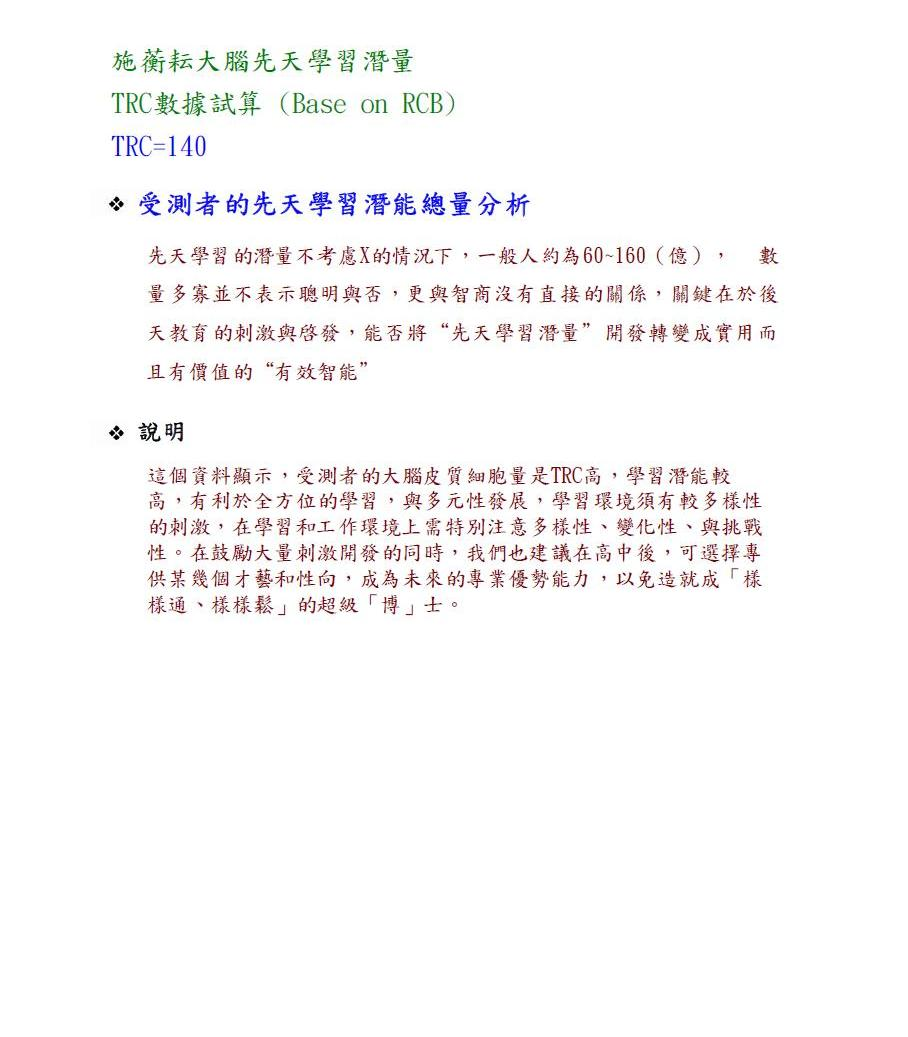 施蘅耘大腦先天學習潛量
TRC數據試算（Base on RCB）
TRC=140
❖ 受測者的先天學習潛能總量分析
先天學習的潛量不考慮X的情況下，一般人約為60~160（億）， 數
量多寡並不表示聰明與否，更與智商沒有直接的關係，關鍵在於後
天教育的刺激與啓發，能否將“先天學習潛量”開發轉變成實用而
且有價值的“有效智能”
❖ 說明
這個資料顯示，受測者的大腦皮質細胞量是TRC高，學習潛能較
高，有利於全方位的學習，與多元性發展，學習環境須有較多樣性
的刺激，在學習和工作環境上需特別注意多樣性、變化性、與挑戰
性。在鼓勵大量刺激開發的同時，我們也建議在高中後，可選擇專
供某幾個才藝和性向，成為未來的專業優勢能力，以免造就成「樣
樣通、樣樣鬆」的超級「博」士。